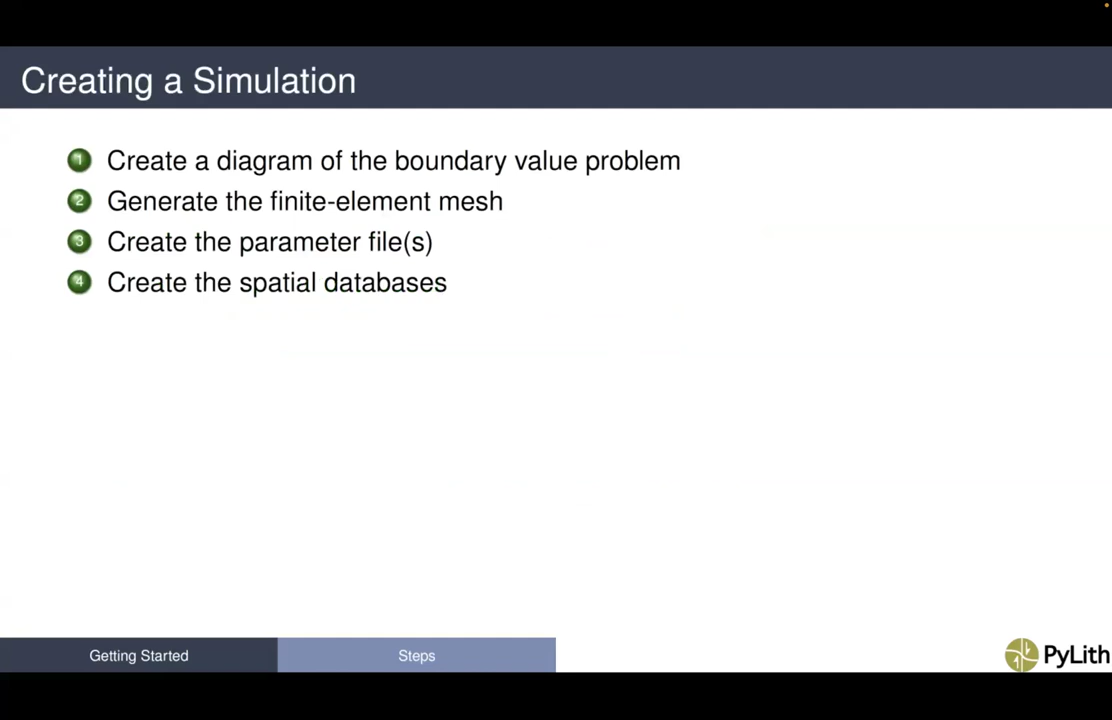 Creating a Simulation
1 Create a diagram of the boundary value problem
2 Generate the finite-element mesh
3 Create the parameter file(s)
4 Create the spatial databases
Getting Started
Steps
PyLith